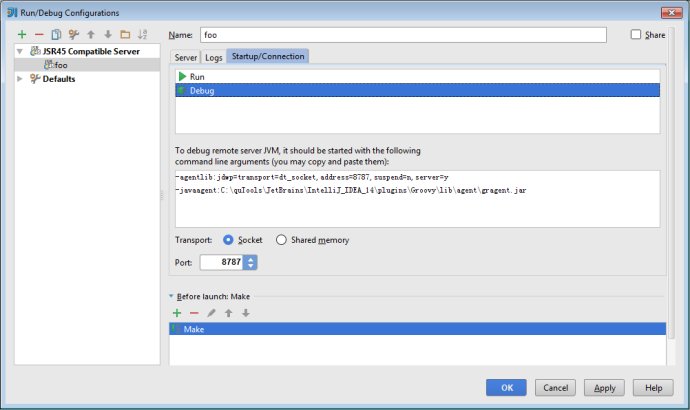 Run/Debug Configurations
Name: foo
Share
JSR45 Compatible Server
foo
Defaults
Server Logs Startup/Connection
Run
Debug
To debug remote server JVM, it should be started with the following
command line arguments (you may copy and paste them):
-agentlib:jdwp=transport=dt_socket,address=8787,suspend=n,server=y
-javaagent:C:\quTools\JetBrains\IntelliJ_IDEA_14\plugins\Groovy\lib\agent\gragent.jar
Transport: Socket Shared memory
Port: 8787
Before launch: Make
Make
OK Cancel Apply Help